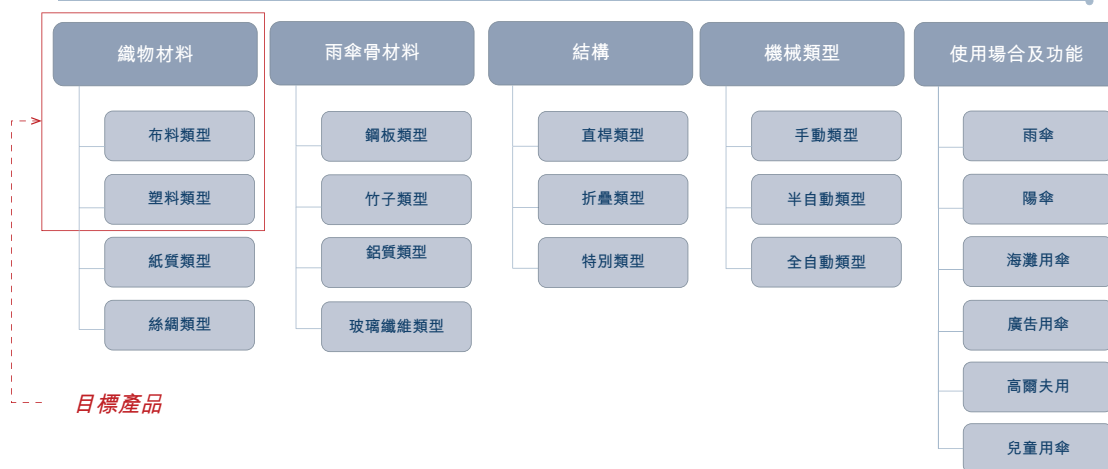 織物材料
布料類型
塑料類型
紙質類型
絲綢類型
雨傘骨材料
鋼板類型
竹子類型
鋁質類型
玻璃纖維類型
結構
直桿類型
折疊類型
特別類型
機械類型
手動類型
半自動類型
全自動類型
使用場合及功能
雨傘
陽傘
海灘用傘
廣告用傘
高爾夫用
兒童用傘
目標產品